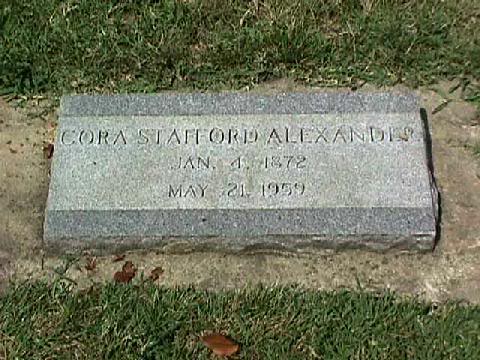 CORA STAFFORD ALEXANDER
JAN. 4, 1872
MAY 21, 1959